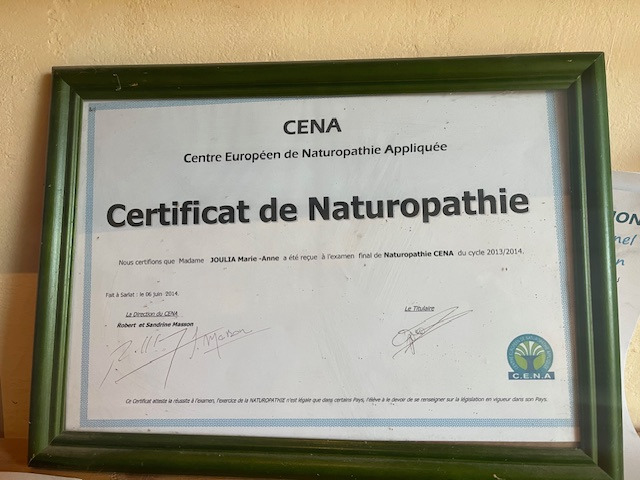 CENA
Centre Européen de Naturopathie Appliquée
Certificat de Naturopathie
Nous certifions que Madame JOULIA Marie -Anne a été reçue à l'examen final de Naturopathie CENA du cycle 2013/2014.
Fait à Sarlat : le 06 juin 2014.
La Direction du CENA
Le Titulaire
Robert et Sandrine Masson
C.E.N.A
Ce Certificat atteste la réussite à l'examen, l'exercice de la NATUROPATHIE n'est légale que dans certains Pays, l'élève à le devoir de se renseigner sur la législation en vigueur dans son Pays.
ION
nel